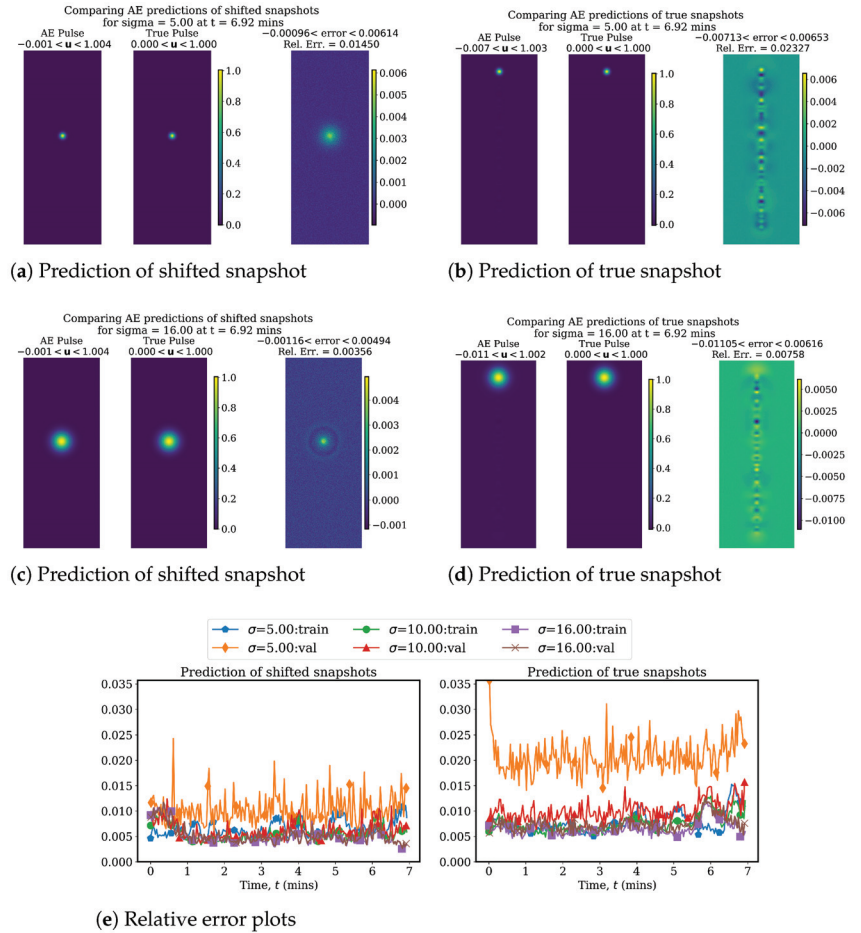 Comparing AE predictions of shifted snapshots
for sigma = 5.00 at t = 6.92 mins
AE Pulse
−0.001 < u < 1.004
True Pulse
0.000 < u < 1.000
−0.00096< error < 0.00614
Rel. Err. = 0.01450
1.0
0.8
0.6
0.4
0.2
0.0
0.006
0.005
0.004
0.003
0.002
0.001
0.000
(a) Prediction of shifted snapshot
Comparing AE predictions of true snapshots
for sigma = 5.00 at t = 6.92 mins
AE Pulse
−0.007 < u < 1.003
True Pulse
0.000 < u < 1.000
−0.00713< error < 0.00653
Rel. Err. = 0.02327
1.0
0.8
0.6
0.4
0.2
0.0
0.006
0.004
0.002
0.000
−0.002
−0.004
−0.006
(b) Prediction of true snapshot
Comparing AE predictions of shifted snapshots
for sigma = 16.00 at t = 6.92 mins
AE Pulse
−0.001 < u < 1.004
True Pulse
0.000 < u < 1.000
−0.00116< error < 0.00494
Rel. Err. = 0.00356
1.0
0.8
0.6
0.4
0.2
0.0
0.004
0.003
0.002
0.001
0.000
−0.001
(c) Prediction of shifted snapshot
Comparing AE predictions of true snapshots
for sigma = 16.00 at t = 6.92 mins
AE Pulse
−0.011 < u < 1.002
True Pulse
0.000 < u < 1.000
−0.01105< error < 0.00616
Rel. Err. = 0.00758
1.0
0.8
0.6
0.4
0.2
0.0
0.0050
0.0025
0.0000
−0.0025
−0.0050
−0.0075
−0.0100
(d) Prediction of true snapshot
σ=5.00:train
σ=10.00:train
σ=16.00:train
σ=5.00:val
σ=10.00:val
σ=16.00:val
Prediction of shifted snapshots
0.035
0.030
0.025
0.020
0.015
0.010
0.005
0.000
0 1 2 3 4 5 6 7
Time, t (mins)
Prediction of true snapshots
0.035
0.030
0.025
0.020
0.015
0.010
0.005
0.000
0 1 2 3 4 5 6 7
Time, t (mins)
(e) Relative error plots